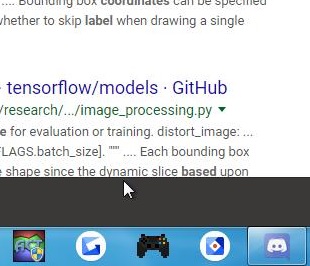 .... Bounding box coordinates can be specified
whether to skip label when drawing a single
tensorflow/models · GitHub
/research/.../image_processing.py
e for evaluation or training. distort_image: ...
FLAGS.batch_size]. """ .... Each bounding box
e shape since the dynamic slice based upon
ACT